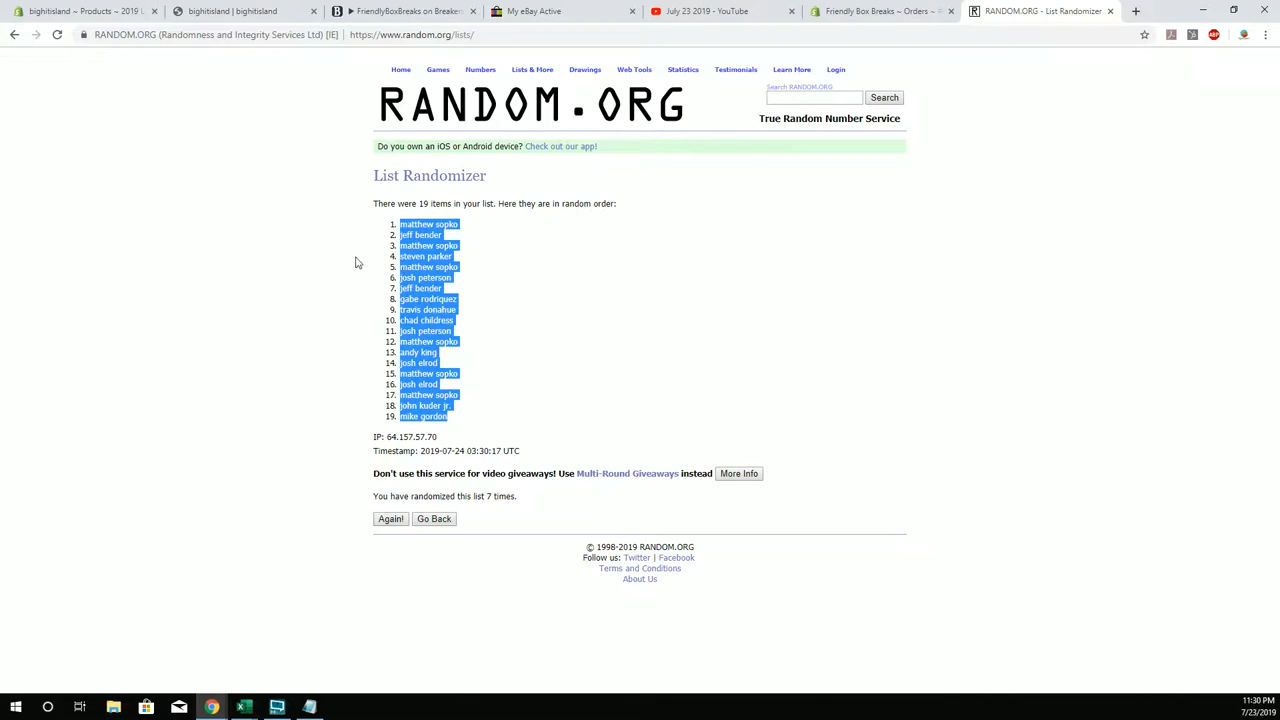 bighitisland ~ Products ~ 2019 L
bighitisland | bighitisland
FriendlyBoxBreaks on Breaker
My eBay Active
July 23 2019 - YouTube
Friendly Box Breaks ~ Orders ~
RANDOM.ORG - List Randomizer
RANDOM.ORG (Randomness and Integrity Services Ltd) [IE] | https://www.random.org/lists/
Home Games Numbers Lists & More Drawings Web Tools Statistics Testimonials Learn More Login
RANDOM.ORG
Search RANDOM.ORG
Search
True Random Number Service
Do you own an iOS or Android device? Check out our app!
List Randomizer
There were 19 items in your list. Here they are in random order:
1. matthew sopko
2. jeff bender
3. matthew sopko
4. steven parker
5. matthew sopko
6. josh peterson
7. jeff bender
8. gabe rodriquez
9. travis donahue
10. chad childress
11. josh peterson
12. matthew sopko
13. andy king
14. josh elrod
15. matthew sopko
16. josh elrod
17. matthew sopko
18. john kuder jr.
19. mike gordon
IP: 64.157.57.70
Timestamp: 2019-07-24 03:30:17 UTC
Don't use this service for video giveaways! Use Multi-Round Giveaways instead More Info
You have randomized this list 7 times.
Again! Go Back
© 1998-2019 RANDOM.ORG
Follow us: Twitter | Facebook
Terms and Conditions
About Us
11:30 PM
7/23/2019